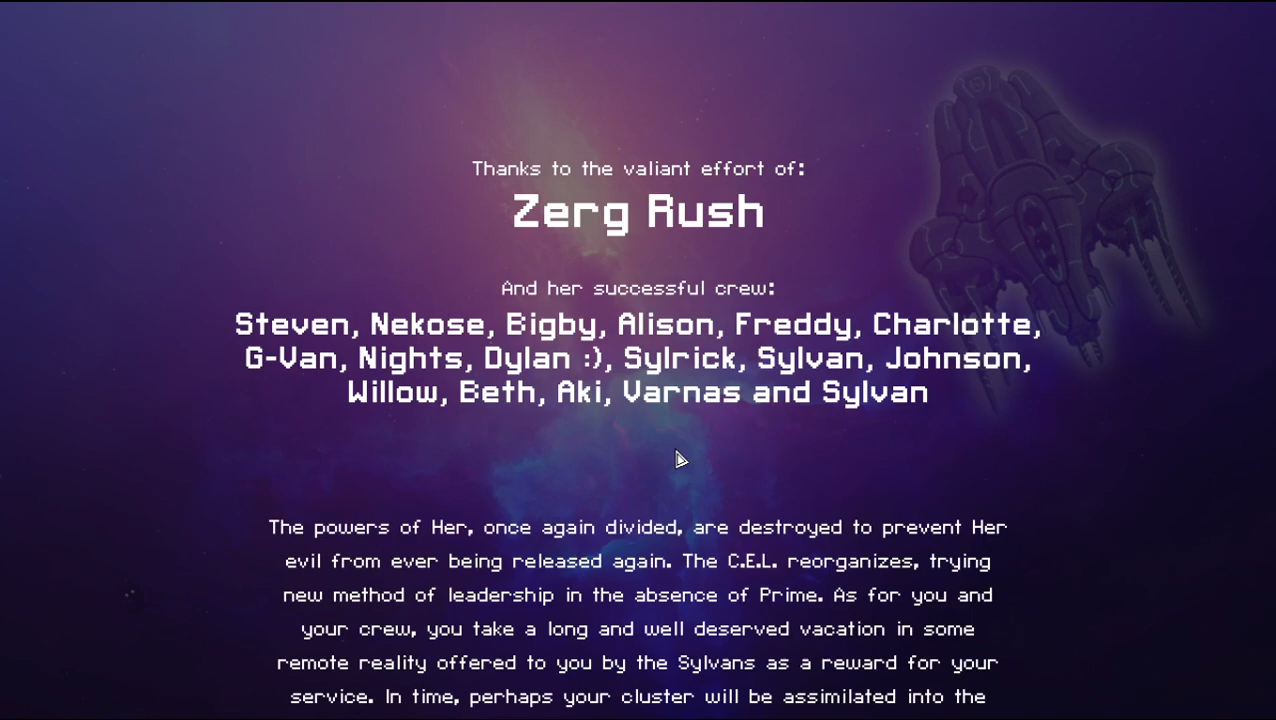 Thanks to the valiant effort of:
Zerg Rush
And her successful crew:
Steven, Nekose, Bigby, Alison, Freddy, Charlotte,
G-Van, Nights, Dylan :), Sylrick, Sylvan, Johnson,
Willow, Beth, Aki, Varnas and Sylvan
The powers of Her, once again divided, are destroyed to prevent Her
evil from ever being released again. The C.E.L. reorganizes, trying
new method of leadership in the absence of Prime. As for you and
your crew, you take a long and well deserved vacation in some
remote reality offered to you by the Sylvans as a reward for your
service. In time, perhaps your cluster will be assimilated into the